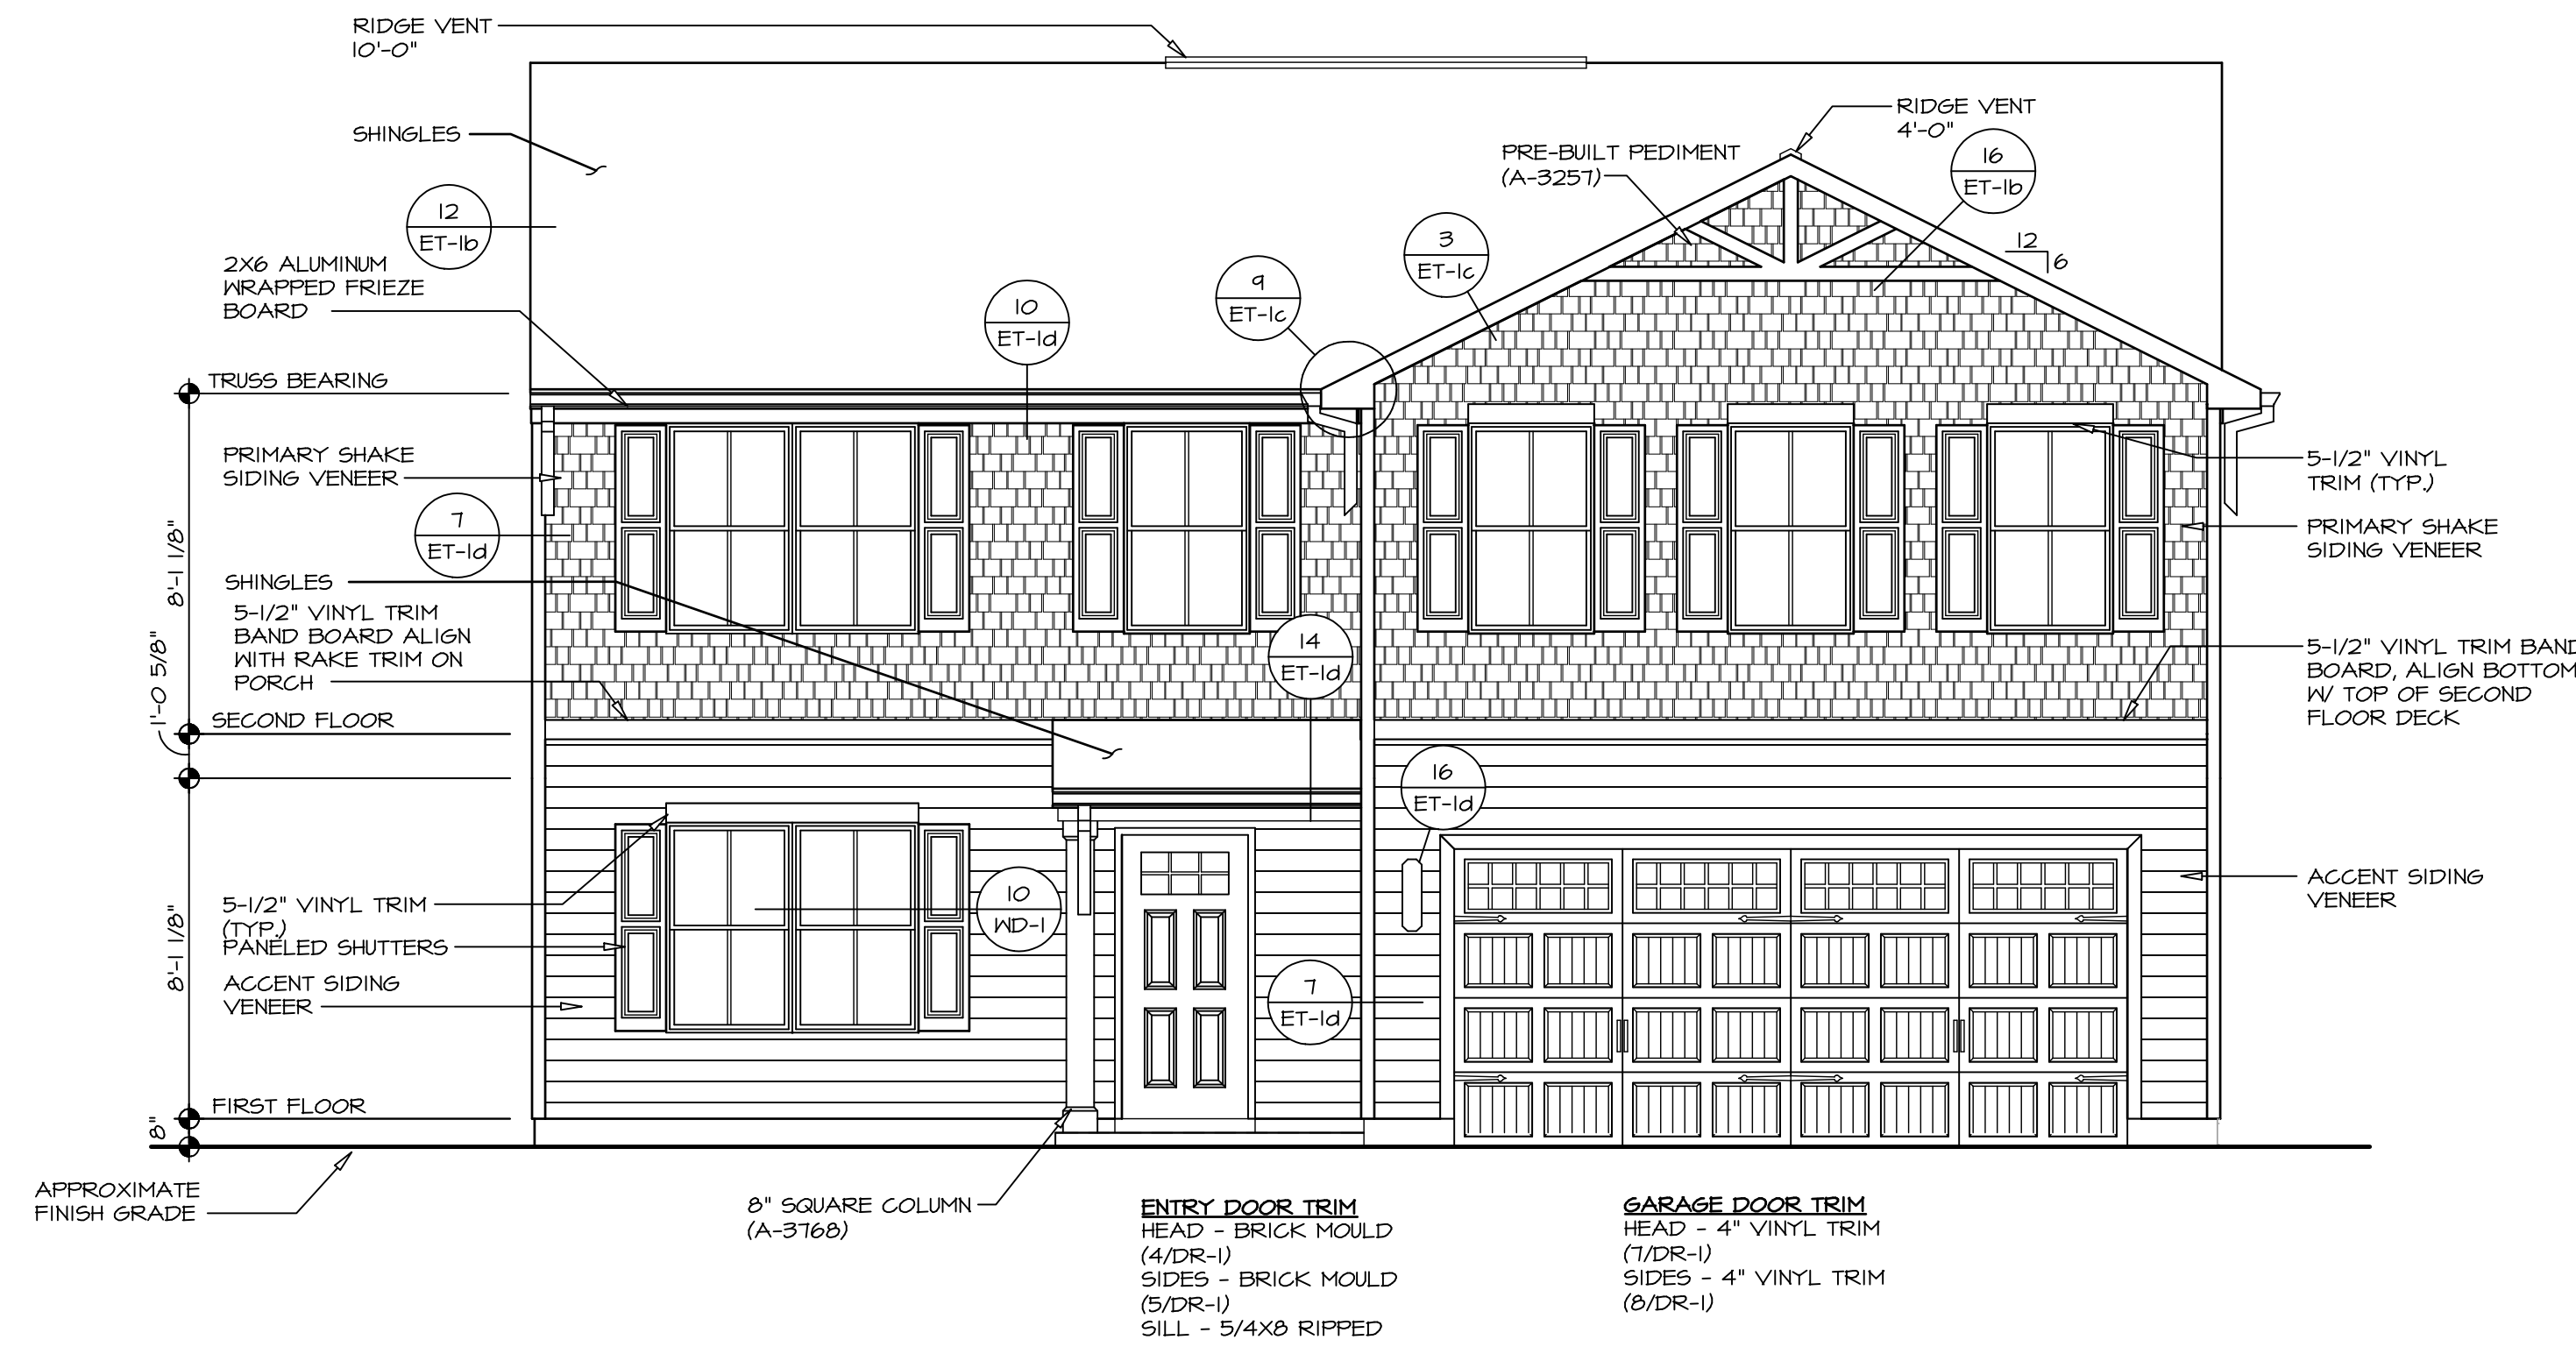 RIDGE VENT
10'-0"
SHINGLES
12
ET-1b
2X6 ALUMINUM
WRAPPED FRIEZE
BOARD
TRUSS BEARING
PRIMARY SHAKE
SIDING VENEER
7
ET-1d
8'-1 1/8"
SHINGLES
5-1/2" VINYL TRIM
BAND BOARD ALIGN
WITH RAKE TRIM ON
PORCH
1'-0 5/8"
SECOND FLOOR
5-1/2" VINYL TRIM
(TYP.)
PANELED SHUTTERS
ACCENT SIDING
VENEER
8'-1 1/8"
FIRST FLOOR
8"
APPROXIMATE
FINISH GRADE
10
ET-1d
9
ET-1c
3
ET-1c
PRE-BUILT PEDIMENT
(A-3257)
RIDGE VENT
4'-0"
16
ET-1b
12
6
14
ET-1d
16
ET-1d
10
WD-1
7
ET-1d
5-1/2" VINYL
TRIM (TYP.)
PRIMARY SHAKE
SIDING VENEER
5-1/2" VINYL TRIM BAND
BOARD, ALIGN BOTTOM
W/ TOP OF SECOND
FLOOR DECK
ACCENT SIDING
VENEER
8" SQUARE COLUMN
(A-3768)
ENTRY DOOR TRIM
HEAD - BRICK MOULD
(4/DR-1)
SIDES - BRICK MOULD
(5/DR-1)
SILL - 5/4X8 RIPPED
GARAGE DOOR TRIM
HEAD - 4" VINYL TRIM
(7/DR-1)
SIDES - 4" VINYL TRIM
(8/DR-1)